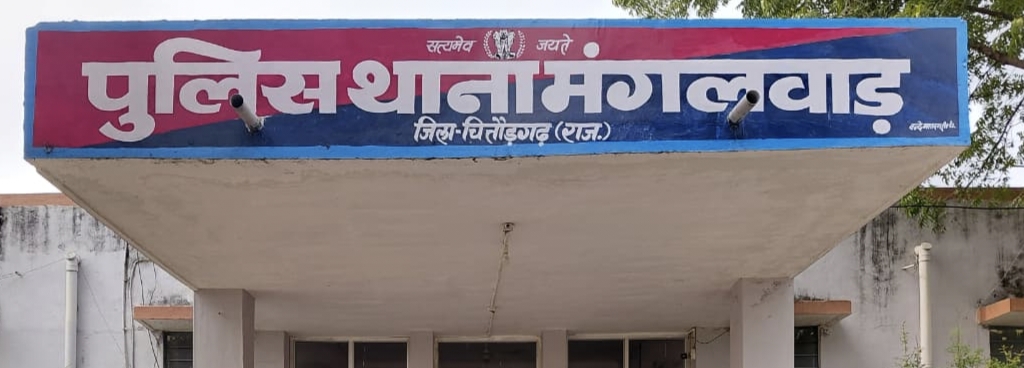 सत्यमेव जयते
पुलिस थाना मंगलवाड़
जिला-चित्तौड़गढ़ (राज.)